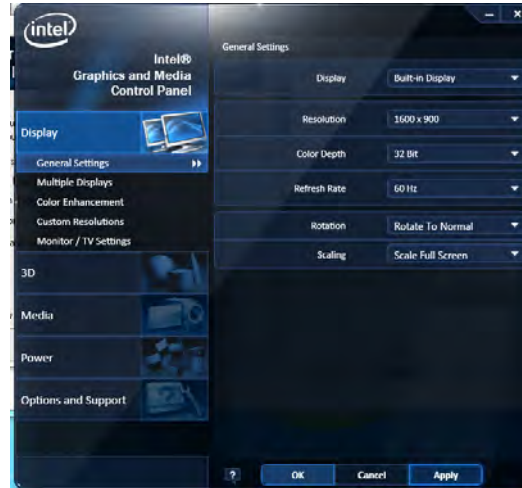 intel
Intel®
Graphics and Media
Control Panel
Display
General Settings
Multiple Displays
Color Enhancement
Custom Resolutions
Monitor / TV Settings
3D
Media
Power
Options and Support
General Settings
Display Built-in Display
Resolution 1600 x 900
Color Depth 32 Bit
Refresh Rate 60 Hz
Rotation Rotate To Normal
Scaling Scale Full Screen
? OK Cancel Apply